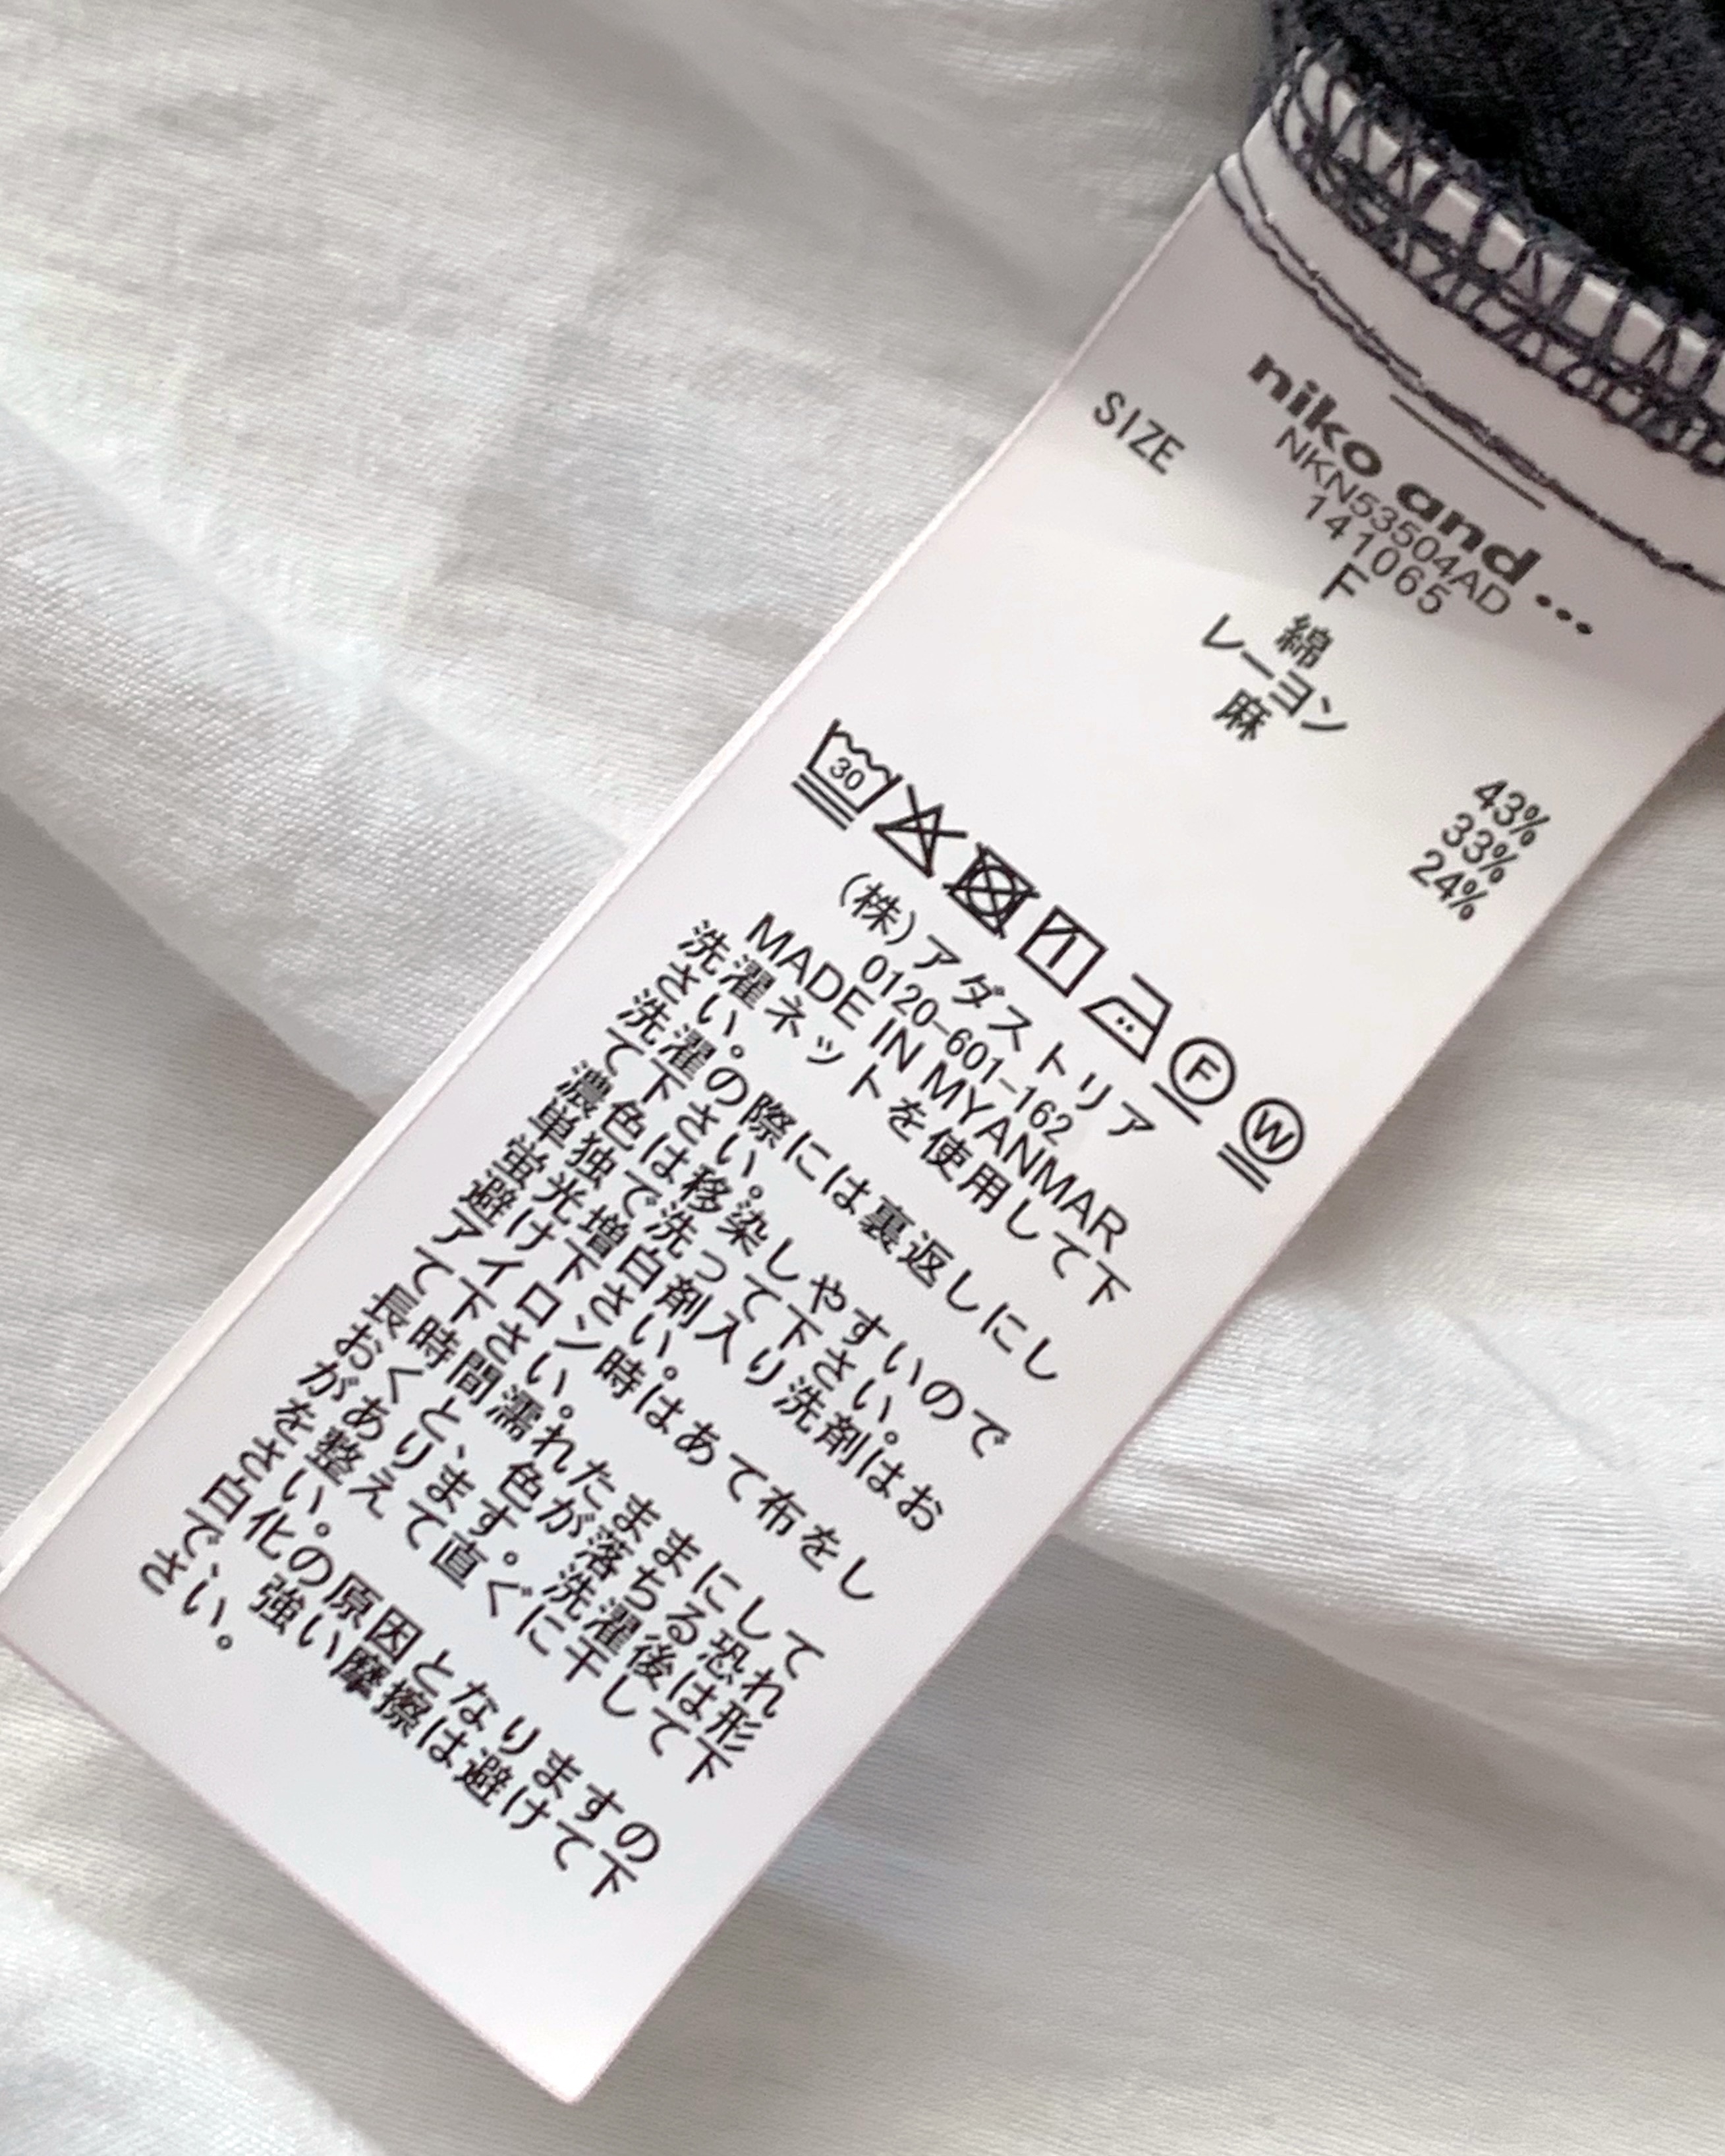 niko and ...
NKN53504AD
141065
SIZE F
綿 43%
レーヨン 33%
麻 24%
30
F W
(株)アダストリア
0120-601-162
MADE IN MYANMAR
洗濯ネットを使用して下
さい。
洗濯の際には裏返しにし
て下さい。
濃色は移染しやすいので
単独で洗って下さい。
蛍光増白剤入り洗剤はお
避け下さい。
アイロン時はあて布をし
て下さい。
長時間濡れたままにして
おくと、色が落ちる恐れ
があります。洗濯後は形
を整えて直ぐに干して下
さい。
白化の原因となりますの
で、強い摩擦は避けて下
さい。